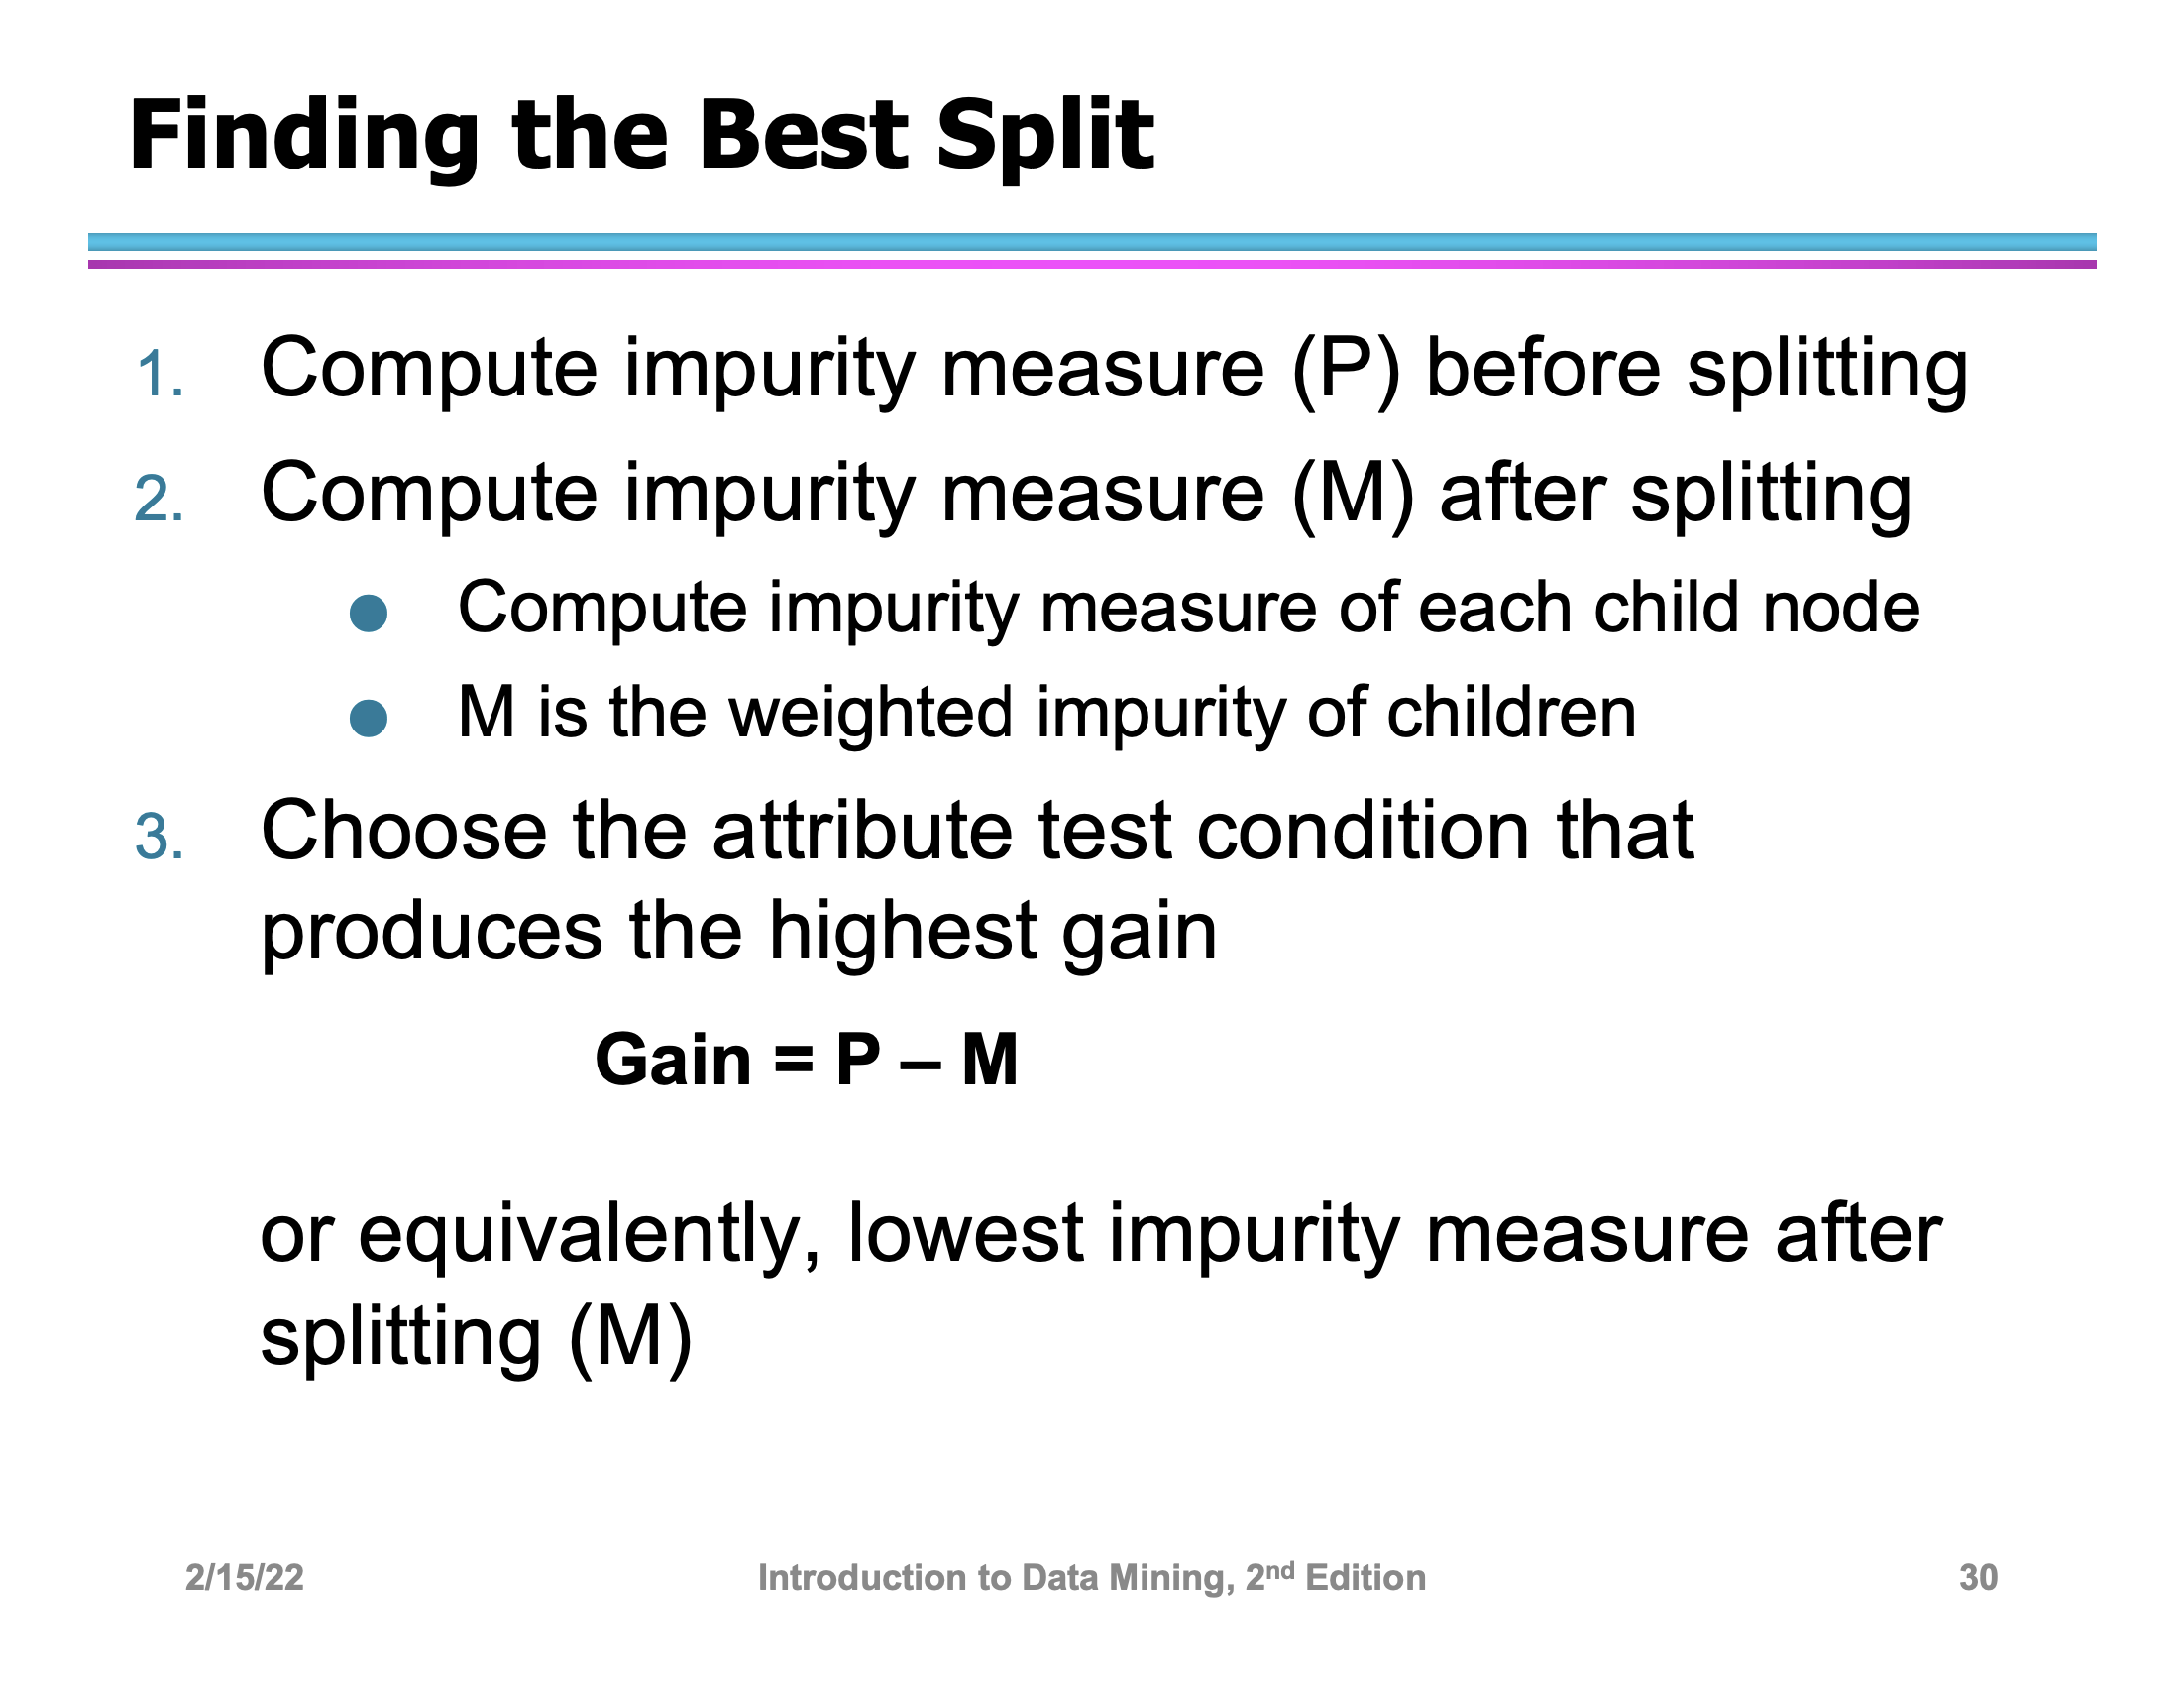 Finding the Best Split
1. Compute impurity measure (P) before splitting
2. Compute impurity measure (M) after splitting
● Compute impurity measure of each child node
● M is the weighted impurity of children
3. Choose the attribute test condition that
produces the highest gain
Gain = P – M
or equivalently, lowest impurity measure after
splitting (M)
2/15/22 Introduction to Data Mining, 2nd Edition 30